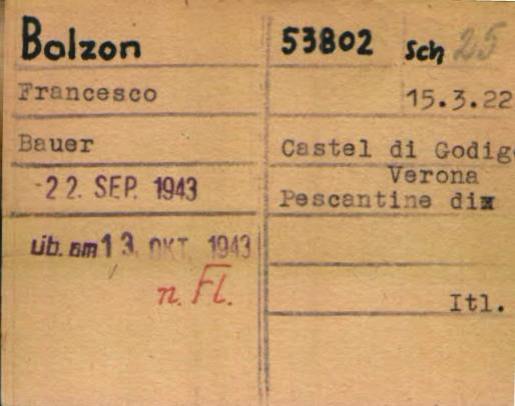 Bolzon 53802 Sch 25
Francesco 15.3.22
Bauer Castel di Godigo
Verona
-22. SEP. 1943 Pescantine dix
üb. am 13. OKT. 1943
n. Fl. Itl.